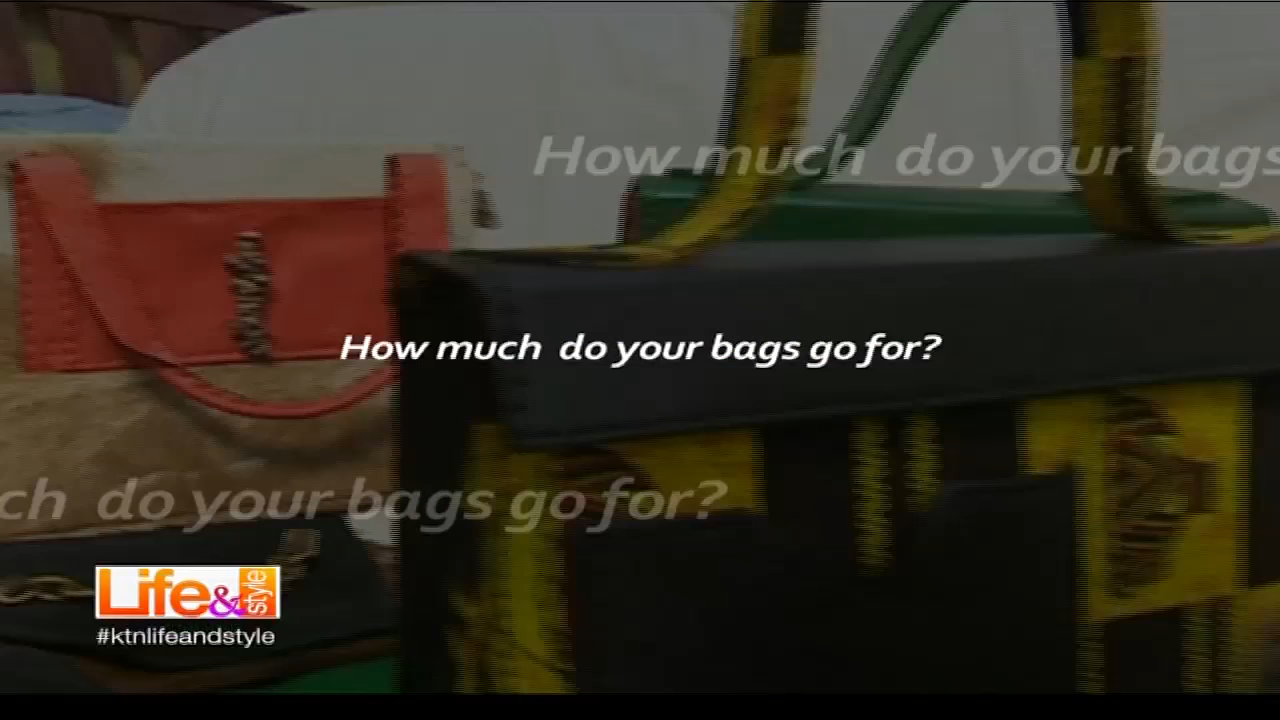 How much do your bags
How much do your bags go for?
ch do your bags go for?
Life&style
#ktnlifeandstyle